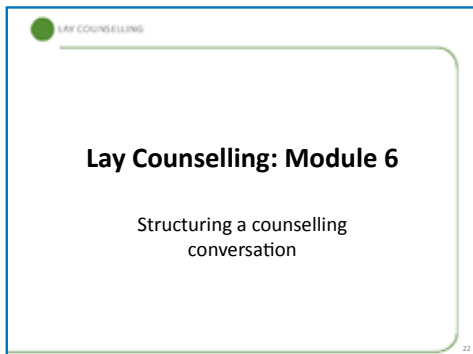 LAY COUNSELLING
Lay Counselling: Module 6
Structuring a counselling
conversation
22